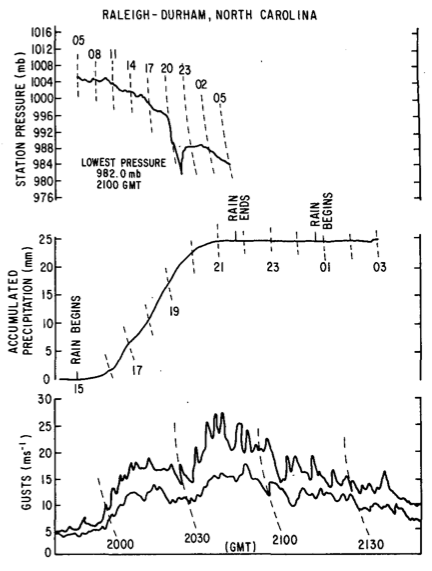 RALEIGH-DURHAM, NORTH CAROLINA
STATION PRESSURE (mb)
1016
1012
1008
1004
1000
996
992
988
984
980
976
05 08 11 14 17 20 23 02 05
LOWEST PRESSURE
982.0 mb
2100 GMT
ACCUMULATED
PRECIPITATION (mm)
25
20
15
10
5
0
RAIN BEGINS
15 17 19 21 23 01 03
RAIN
ENDS
RAIN
BEGINS
GUSTS (ms⁻¹)
30
25
20
15
10
5
0
2000 2030 (GMT) 2100 2130